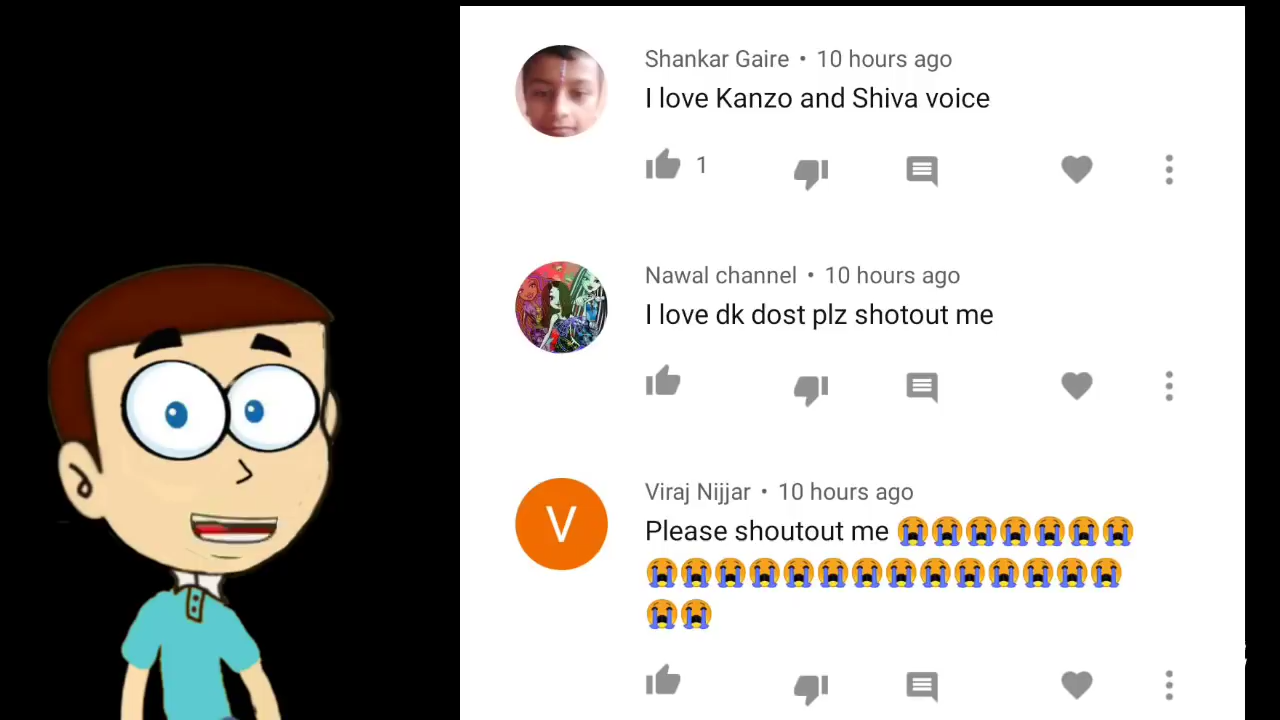 Shankar Gaire • 10 hours ago
I love Kanzo and Shiva voice
1
Nawal channel • 10 hours ago
I love dk dost plz shotout me
V
Viraj Nijjar • 10 hours ago
Please shoutout me 😭😭😭😭😭😭😭
😭😭😭😭😭😭😭😭😭😭😭😭😭😭
😭😭